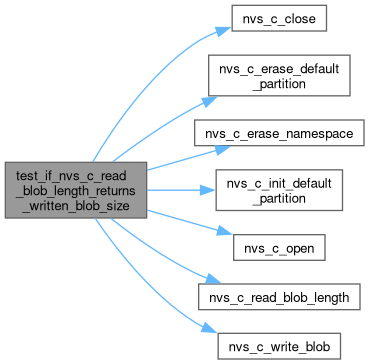 test_if_nvs_c_read
_blob_length_returns
_written_blob_size
nvs_c_close
nvs_c_erase_default
_partition
nvs_c_erase_namespace
nvs_c_init_default
_partition
nvs_c_open
nvs_c_read_blob_length
nvs_c_write_blob